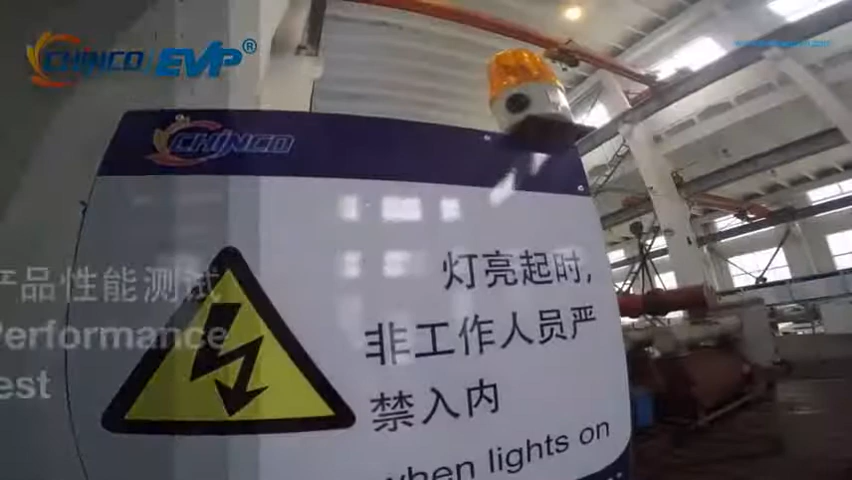 CHINCO EVP®
CHINCO
灯亮起时,
非工作人员严
禁入内
when lights on
产品性能测试
Performance
est